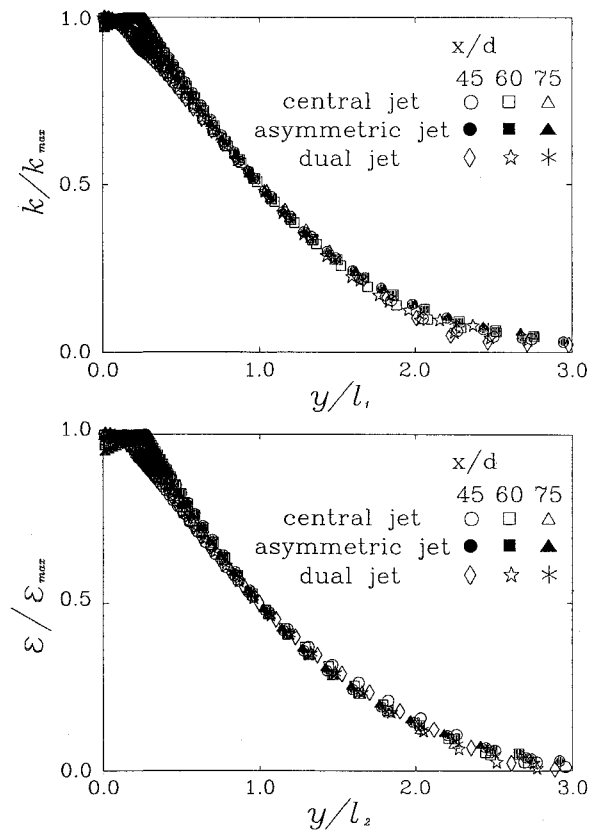 1.0
x/d
45 60 75
central jet
asymmetric jet
dual jet
k/k_max
0.5
0.0
0.0 1.0 2.0 3.0
y/l_1
1.0
x/d
45 60 75
central jet
asymmetric jet
dual jet
ε/ε_max
0.5
0.0
0.0 1.0 2.0 3.0
y/l_2